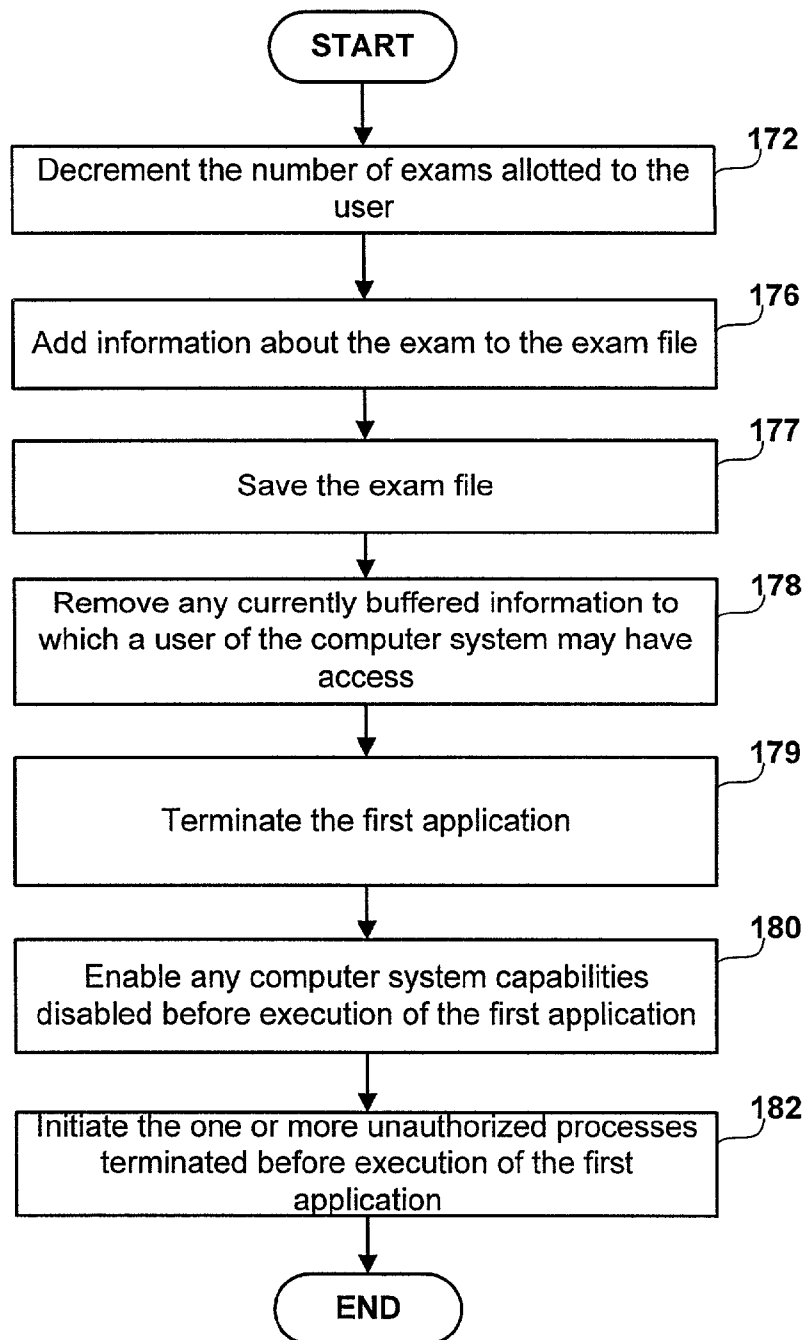 START
172
Decrement the number of exams allotted to the
user
176
Add information about the exam to the exam file
177
Save the exam file
178
Remove any currently buffered information to
which a user of the computer system may have
access
179
Terminate the first application
180
Enable any computer system capabilities
disabled before execution of the first application
182
Initiate the one or more unauthorized processes
terminated before execution of the first
application
END